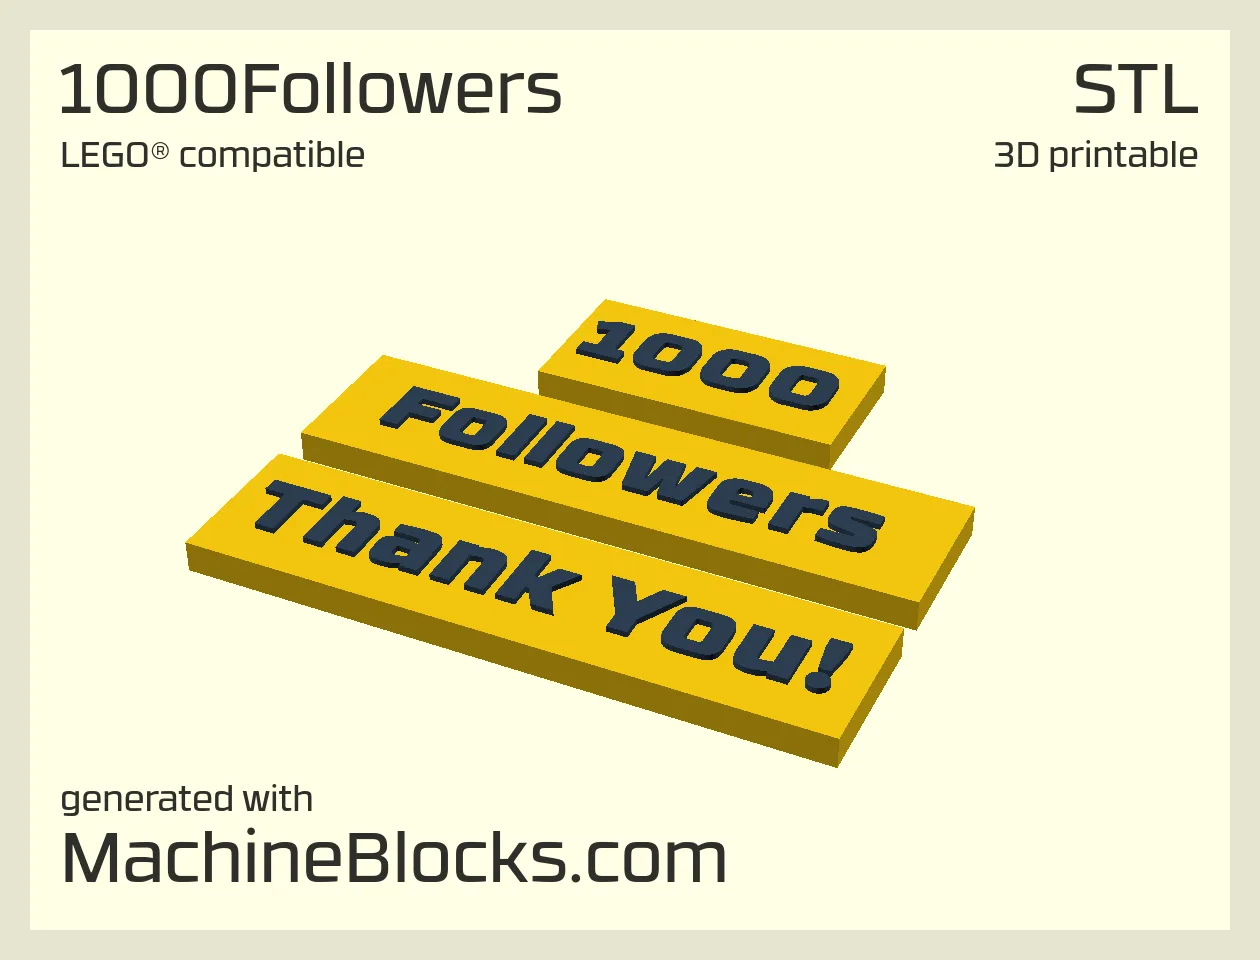 1000Followers
STL
LEGO® compatible
3D printable
1000
Followers
Thank You!
generated with
MachineBlocks.com